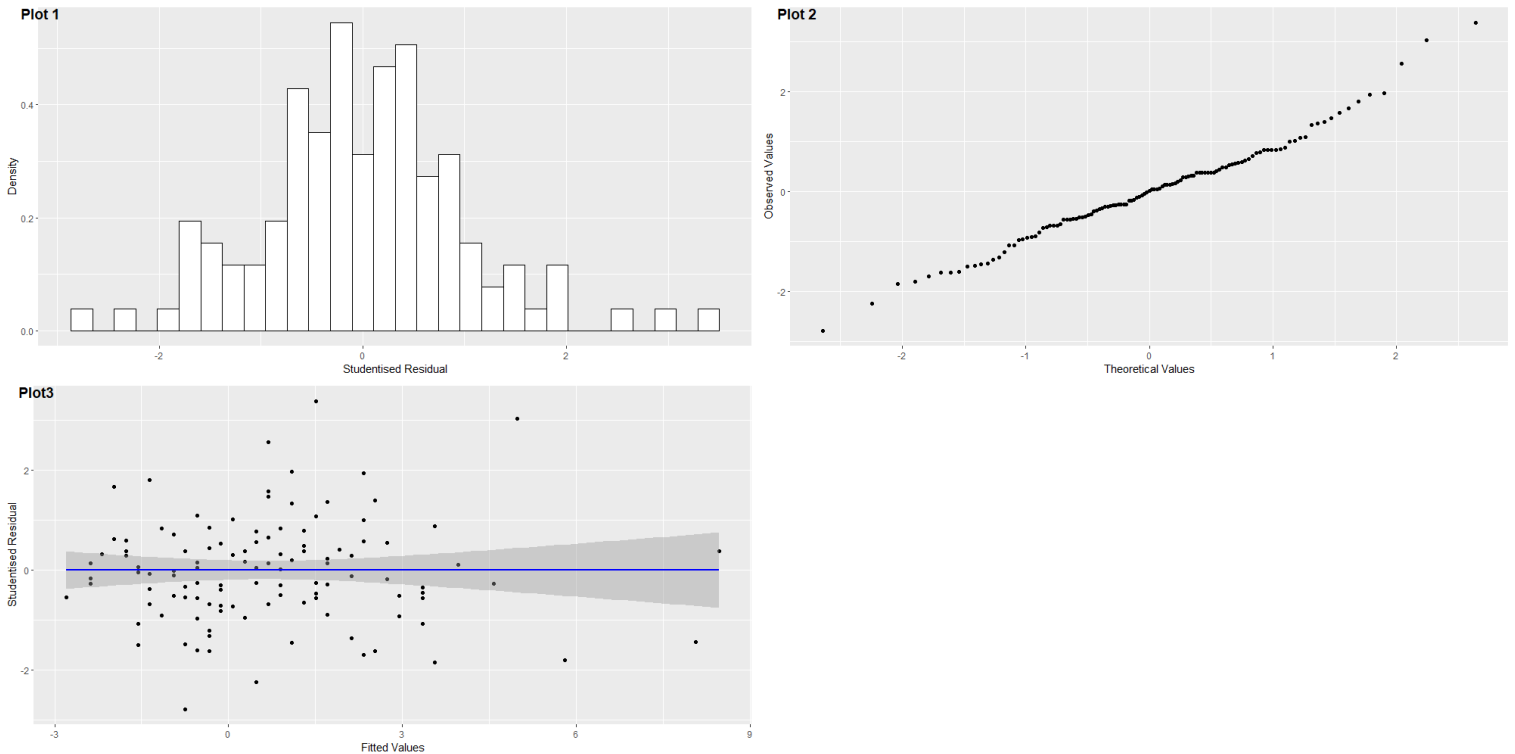 Plot 1
Density
0.4
0.2
0.0
-2
0
2
Studentised Residual
Plot 2
Observed Values
2
0
-2
-2
-1
0
1
2
Theoretical Values
Plot3
Studentised Residual
2
0
-2
-3
0
3
6
9
Fitted Values